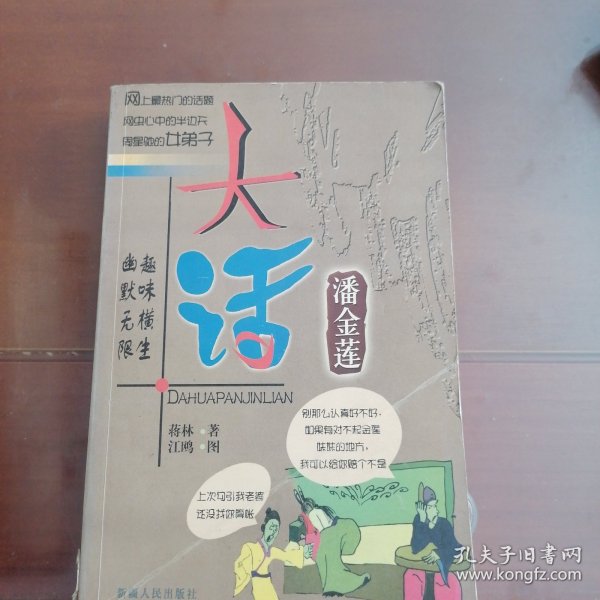 网上最热门的话题
网虫心中的半边天
周星驰的女弟子
大话
潘金莲
趣味横生
幽默无限
DAHUAPANJINLIAN
蒋林·著
江鸥·图
别那么认真好不好，
如果有对不起金莲
妹妹的地方，
我可以给你赔个不是
上次勾引我老婆
还没找你算帐
新疆人民出版社
孔夫子旧书网
www.kongfz.com